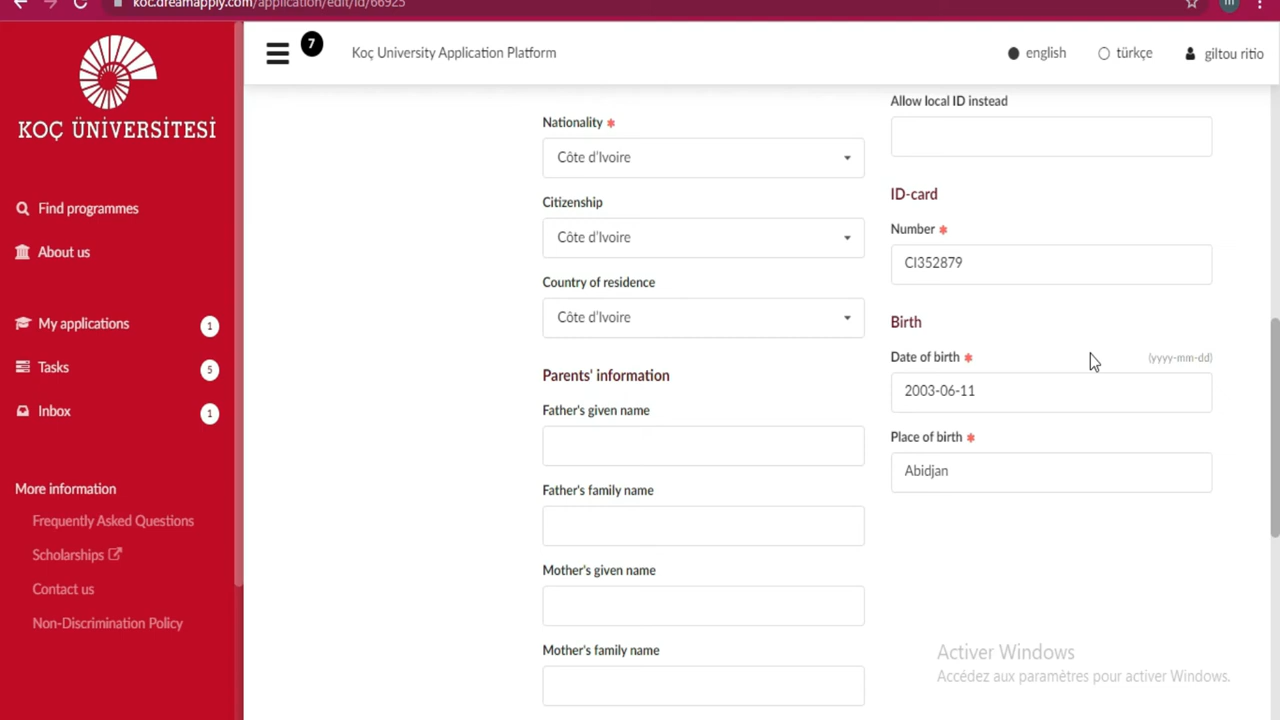 koc.dreamapply.com/application/edit/id/66925
KOÇ ÜNİVERSİTESİ
Find programmes
About us
My applications 1
Tasks 5
Inbox 1
More information
Frequently Asked Questions
Scholarships
Contact us
Non-Discrimination Policy
7
Koç University Application Platform
english
türkçe
giltou ritio
Nationality *
Côte d'Ivoire
Citizenship
Côte d'Ivoire
Country of residence
Côte d'Ivoire
Parents' information
Father's given name
Father's family name
Mother's given name
Mother's family name
Allow local ID instead
ID-card
Number *
CI352879
Birth
Date of birth * (yyyy-mm-dd)
2003-06-11
Place of birth *
Abidjan
Activer Windows
Accédez aux paramètres pour activer Windows.